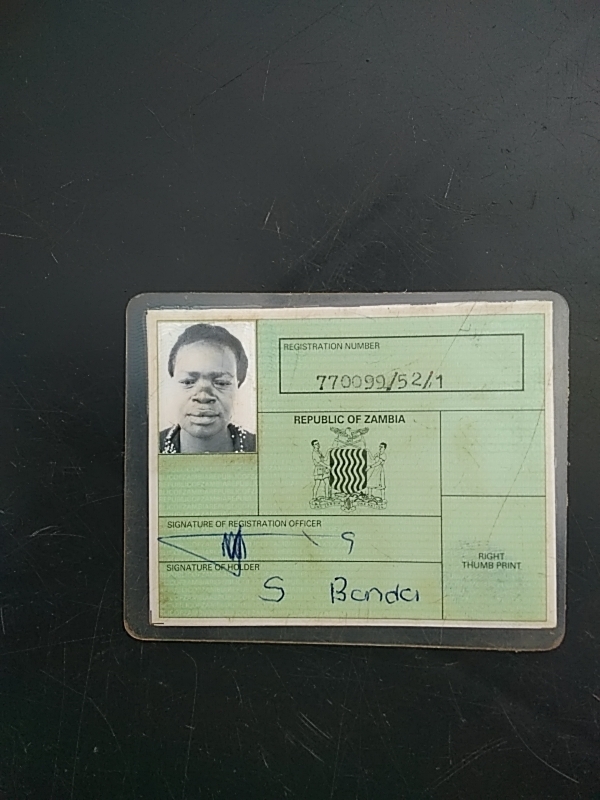 REGISTRATION NUMBER
770099/52/1
REPUBLIC OF ZAMBIA
SIGNATURE OF REGISTRATION OFFICER
SIGNATURE OF HOLDER
S Banda
RIGHT
THUMB PRINT